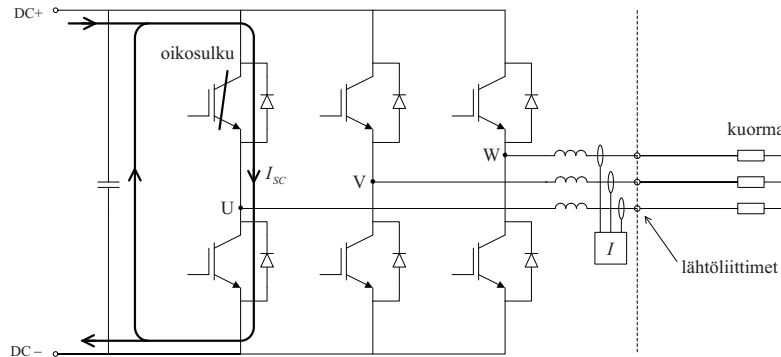 DC+
oikosulku
kuorma
W
I_SC
V
U
I
lähtöliittimet
DC−